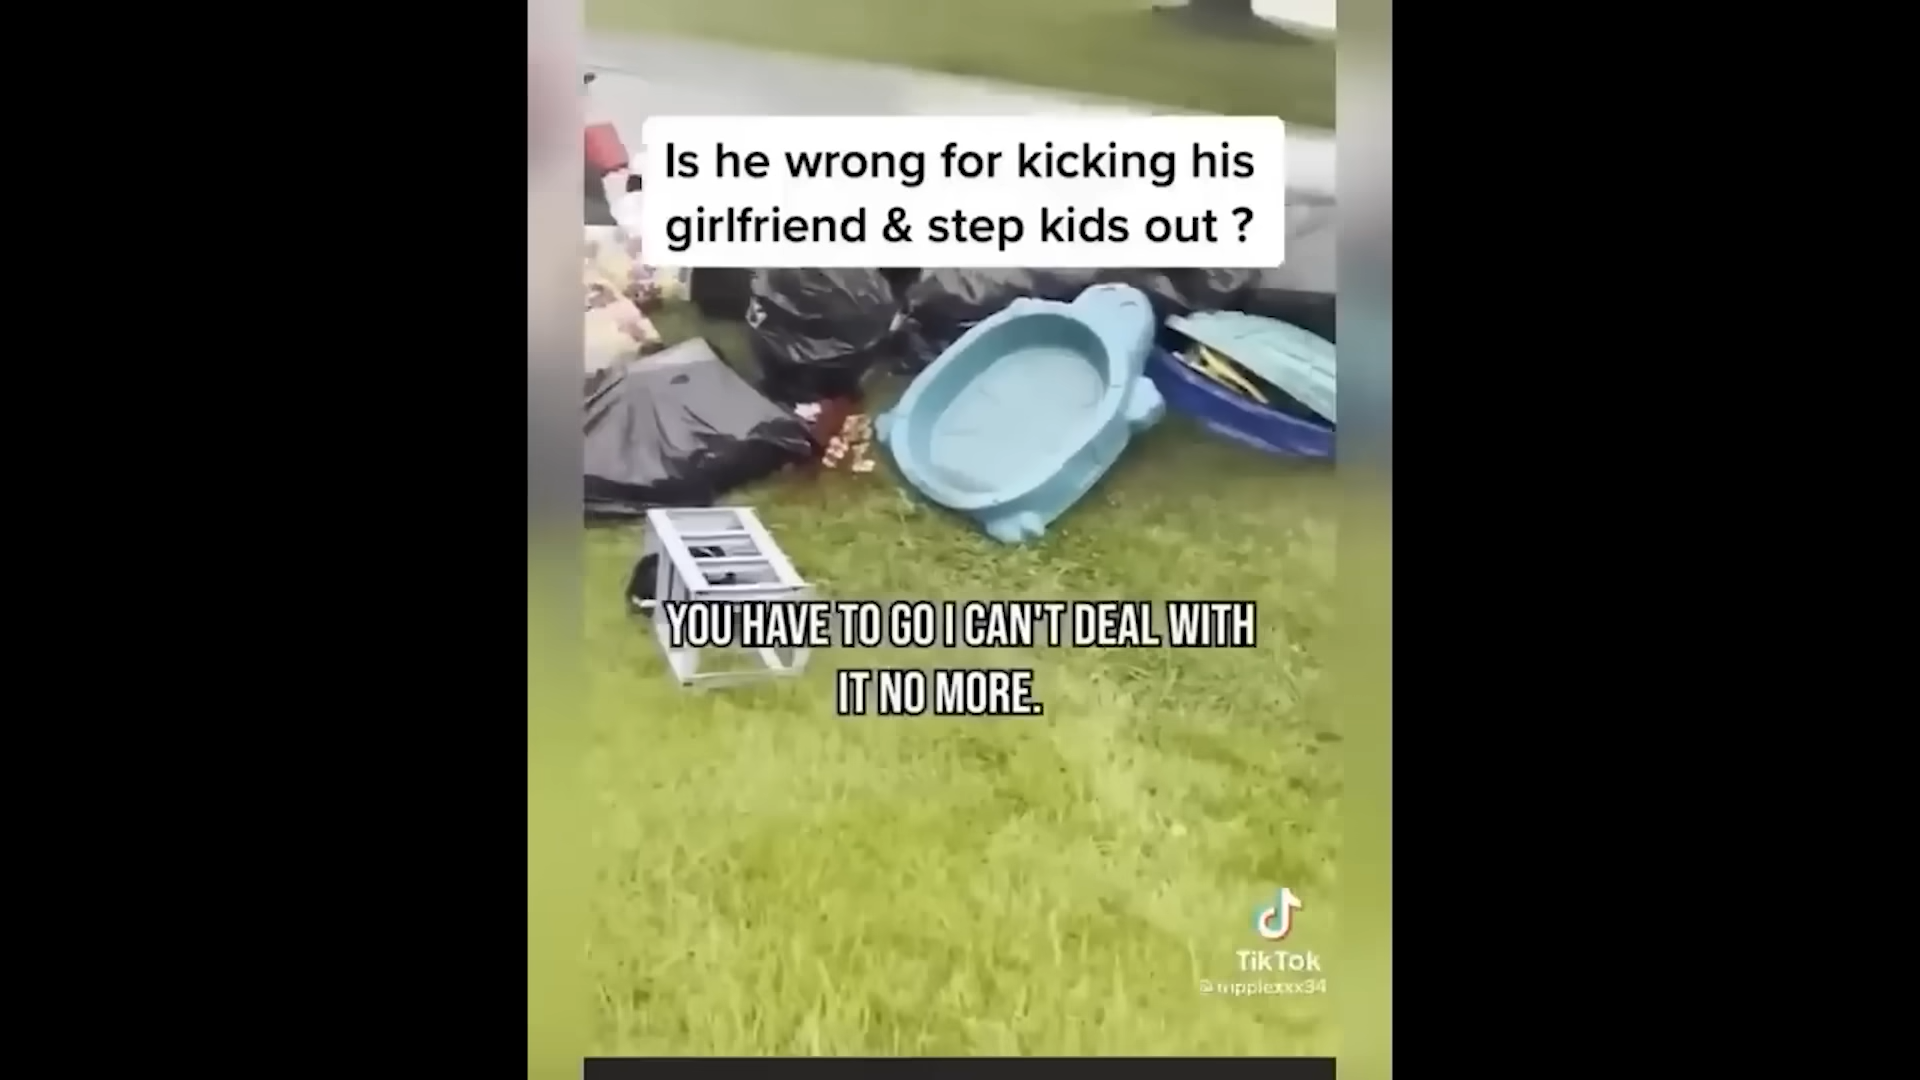 Is he wrong for kicking his
girlfriend & step kids out ?
YOU HAVE TO GO I CAN'T DEAL WITH
IT NO MORE.
TikTok